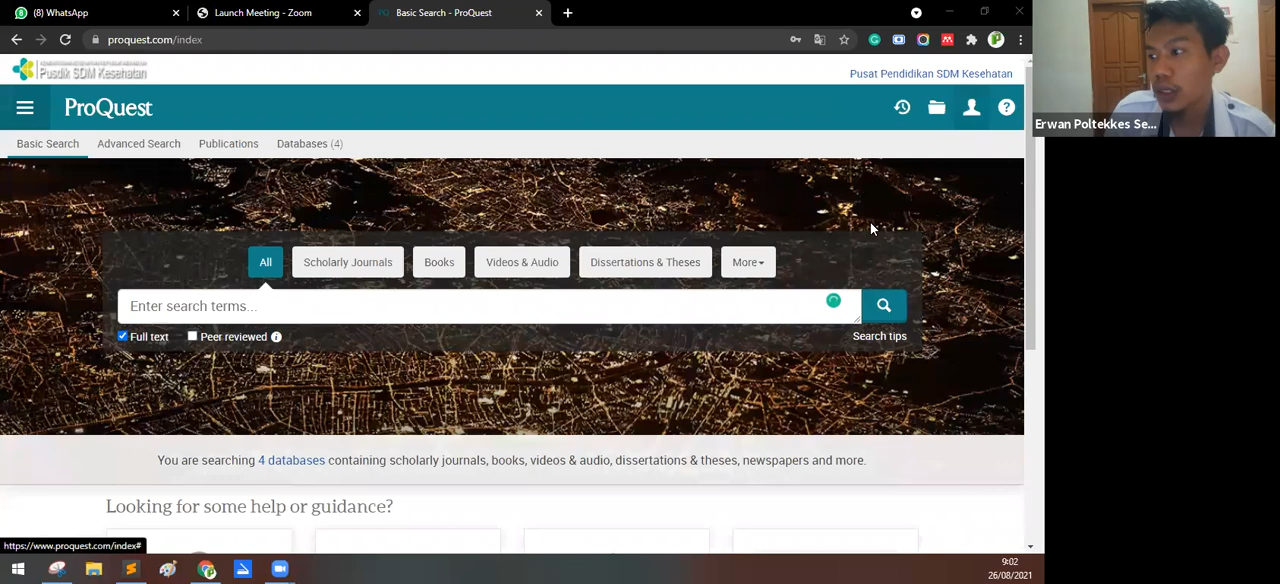 (8) WhatsApp
Launch Meeting - Zoom
Basic Search - ProQuest
proquest.com/index
Pusdik SDM Kesehatan
Pusat Pendidikan SDM Kesehatan
ProQuest
Basic Search
Advanced Search
Publications
Databases (4)
All
Scholarly Journals
Books
Videos & Audio
Dissertations & Theses
More
Enter search terms...
Full text
Peer reviewed
Search tips
You are searching 4 databases containing scholarly journals, books, videos & audio, dissertations & theses, newspapers and more.
Looking for some help or guidance?
https://www.proquest.com/index#
9:02
26/08/2021
Erwan Poltekkes Se...